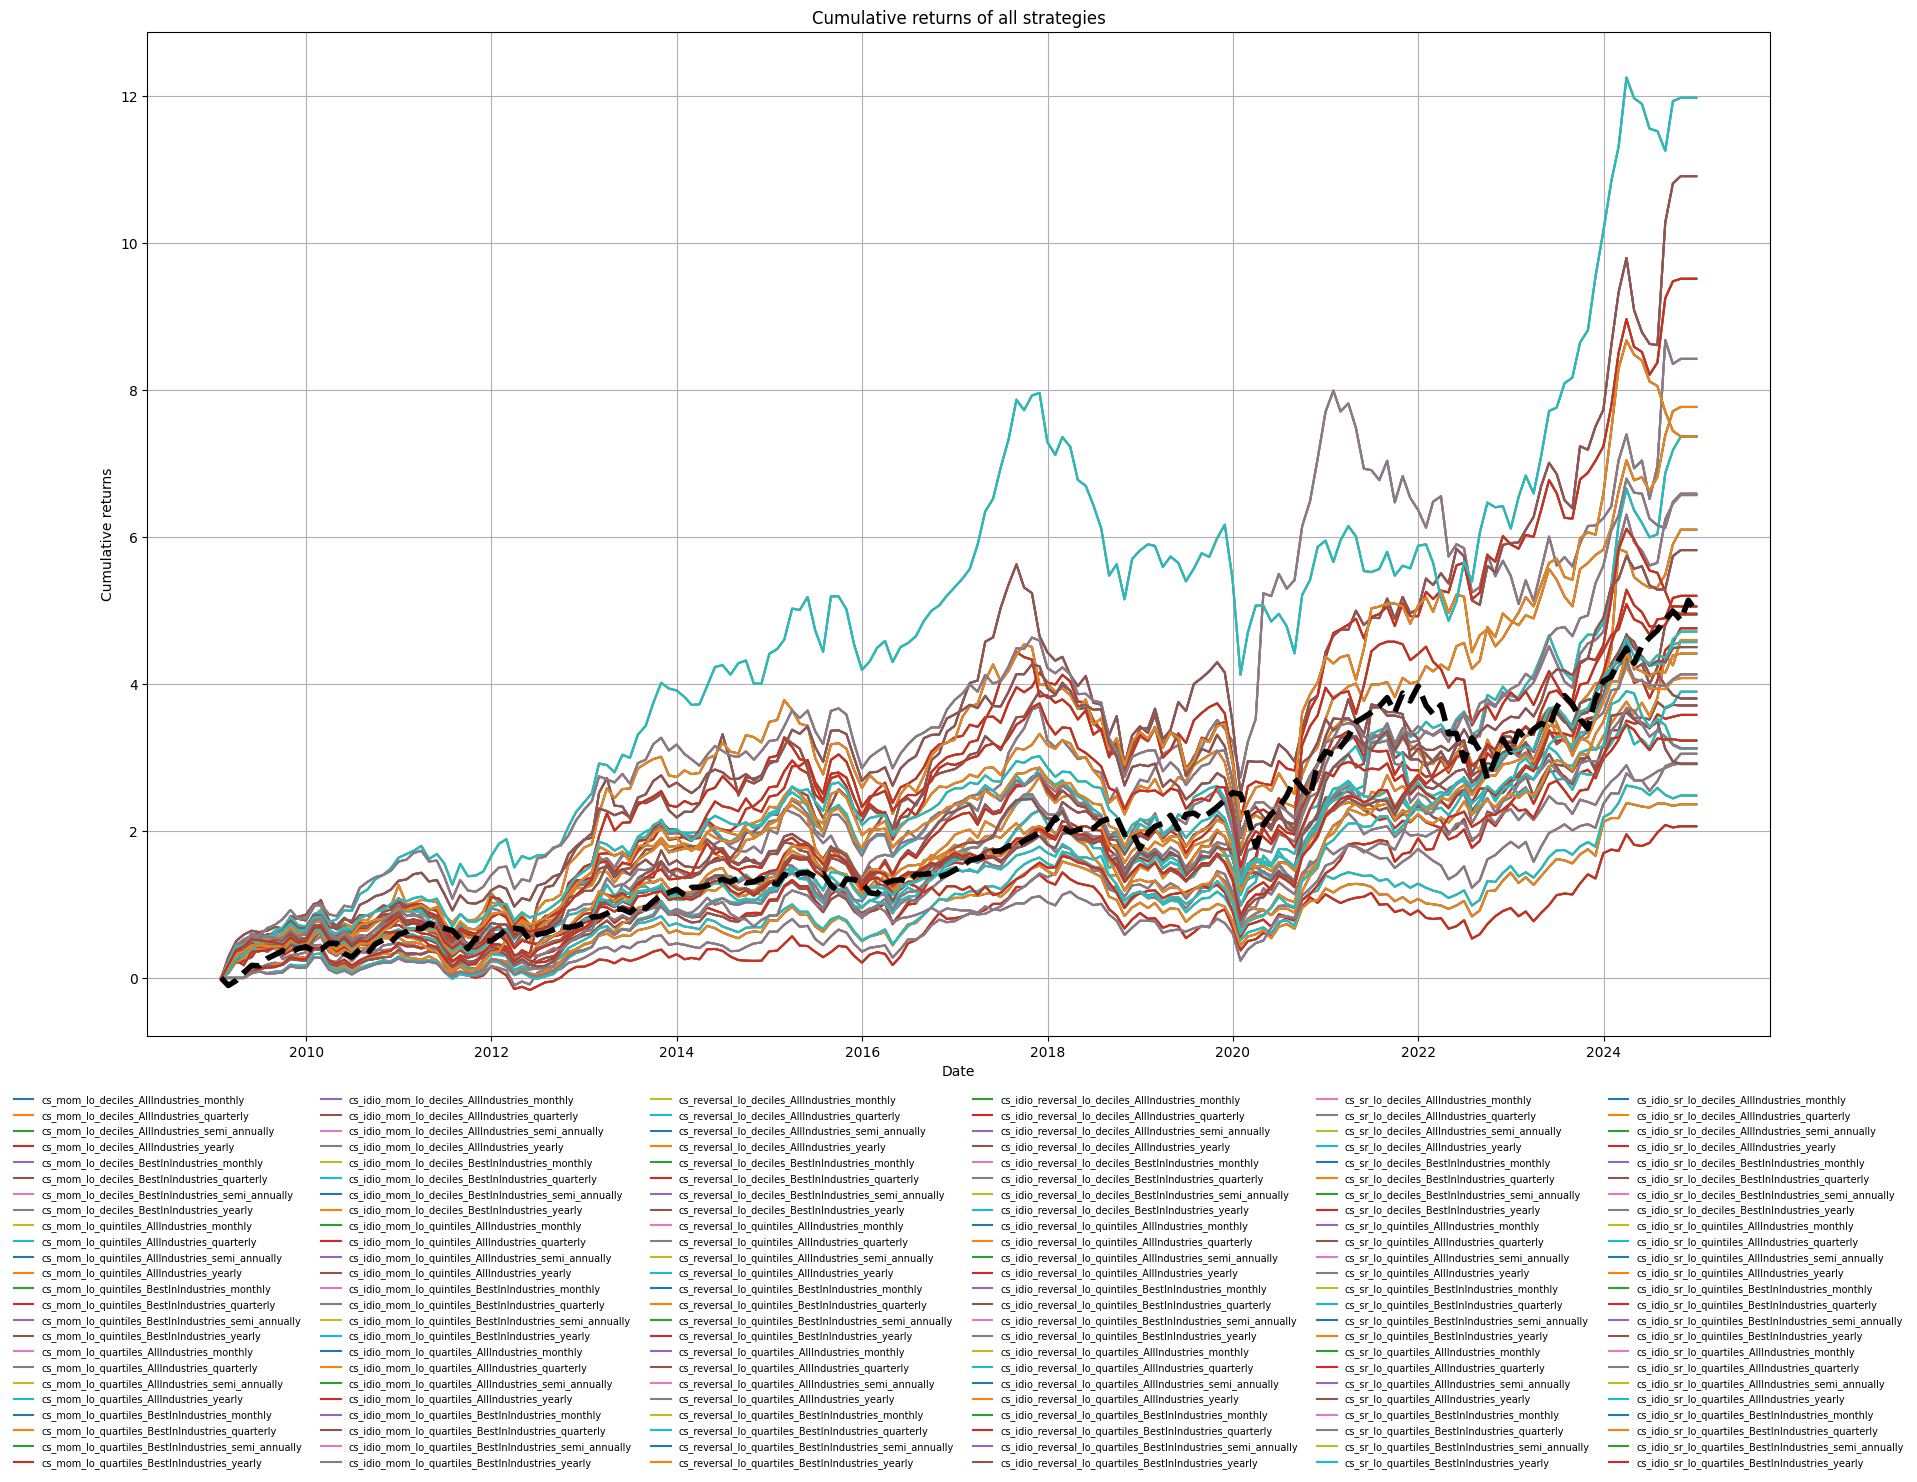 Cumulative returns of all strategies
12
10
8
6
4
2
0
Cumulative returns
2010
2012
2014
2016
2018
2020
2022
2024
Date
cs_mom_lo_deciles_AllIndustries_monthly
cs_mom_lo_deciles_AllIndustries_quarterly
cs_mom_lo_deciles_AllIndustries_semi_annually
cs_mom_lo_deciles_AllIndustries_yearly
cs_mom_lo_deciles_BestInIndustries_monthly
cs_mom_lo_deciles_BestInIndustries_quarterly
cs_mom_lo_deciles_BestInIndustries_semi_annually
cs_mom_lo_deciles_BestInIndustries_yearly
cs_mom_lo_quintiles_AllIndustries_monthly
cs_mom_lo_quintiles_AllIndustries_quarterly
cs_mom_lo_quintiles_AllIndustries_semi_annually
cs_mom_lo_quintiles_AllIndustries_yearly
cs_mom_lo_quintiles_BestInIndustries_monthly
cs_mom_lo_quintiles_BestInIndustries_quarterly
cs_mom_lo_quintiles_BestInIndustries_semi_annually
cs_mom_lo_quintiles_BestInIndustries_yearly
cs_mom_lo_quartiles_AllIndustries_monthly
cs_mom_lo_quartiles_AllIndustries_quarterly
cs_mom_lo_quartiles_AllIndustries_semi_annually
cs_mom_lo_quartiles_AllIndustries_yearly
cs_mom_lo_quartiles_BestInIndustries_monthly
cs_mom_lo_quartiles_BestInIndustries_quarterly
cs_mom_lo_quartiles_BestInIndustries_semi_annually
cs_mom_lo_quartiles_BestInIndustries_yearly
cs_idio_mom_lo_deciles_AllIndustries_monthly
cs_idio_mom_lo_deciles_AllIndustries_quarterly
cs_idio_mom_lo_deciles_AllIndustries_semi_annually
cs_idio_mom_lo_deciles_AllIndustries_yearly
cs_idio_mom_lo_deciles_BestInIndustries_monthly
cs_idio_mom_lo_deciles_BestInIndustries_quarterly
cs_idio_mom_lo_deciles_BestInIndustries_semi_annually
cs_idio_mom_lo_deciles_BestInIndustries_yearly
cs_idio_mom_lo_quintiles_AllIndustries_monthly
cs_idio_mom_lo_quintiles_AllIndustries_quarterly
cs_idio_mom_lo_quintiles_AllIndustries_semi_annually
cs_idio_mom_lo_quintiles_AllIndustries_yearly
cs_idio_mom_lo_quintiles_BestInIndustries_monthly
cs_idio_mom_lo_quintiles_BestInIndustries_quarterly
cs_idio_mom_lo_quintiles_BestInIndustries_semi_annually
cs_idio_mom_lo_quintiles_BestInIndustries_yearly
cs_idio_mom_lo_quartiles_AllIndustries_monthly
cs_idio_mom_lo_quartiles_AllIndustries_quarterly
cs_idio_mom_lo_quartiles_AllIndustries_semi_annually
cs_idio_mom_lo_quartiles_AllIndustries_yearly
cs_idio_mom_lo_quartiles_BestInIndustries_monthly
cs_idio_mom_lo_quartiles_BestInIndustries_quarterly
cs_idio_mom_lo_quartiles_BestInIndustries_semi_annually
cs_idio_mom_lo_quartiles_BestInIndustries_yearly
cs_reversal_lo_deciles_AllIndustries_monthly
cs_reversal_lo_deciles_AllIndustries_quarterly
cs_reversal_lo_deciles_AllIndustries_semi_annually
cs_reversal_lo_deciles_AllIndustries_yearly
cs_reversal_lo_deciles_BestInIndustries_monthly
cs_reversal_lo_deciles_BestInIndustries_quarterly
cs_reversal_lo_deciles_BestInIndustries_semi_annually
cs_reversal_lo_deciles_BestInIndustries_yearly
cs_reversal_lo_quintiles_AllIndustries_monthly
cs_reversal_lo_quintiles_AllIndustries_quarterly
cs_reversal_lo_quintiles_AllIndustries_semi_annually
cs_reversal_lo_quintiles_AllIndustries_yearly
cs_reversal_lo_quintiles_BestInIndustries_monthly
cs_reversal_lo_quintiles_BestInIndustries_quarterly
cs_reversal_lo_quintiles_BestInIndustries_semi_annually
cs_reversal_lo_quintiles_BestInIndustries_yearly
cs_reversal_lo_quartiles_AllIndustries_monthly
cs_reversal_lo_quartiles_AllIndustries_quarterly
cs_reversal_lo_quartiles_AllIndustries_semi_annually
cs_reversal_lo_quartiles_AllIndustries_yearly
cs_reversal_lo_quartiles_BestInIndustries_monthly
cs_reversal_lo_quartiles_BestInIndustries_quarterly
cs_reversal_lo_quartiles_BestInIndustries_semi_annually
cs_reversal_lo_quartiles_BestInIndustries_yearly
cs_idio_reversal_lo_deciles_AllIndustries_monthly
cs_idio_reversal_lo_deciles_AllIndustries_quarterly
cs_idio_reversal_lo_deciles_AllIndustries_semi_annually
cs_idio_reversal_lo_deciles_AllIndustries_yearly
cs_idio_reversal_lo_deciles_BestInIndustries_monthly
cs_idio_reversal_lo_deciles_BestInIndustries_quarterly
cs_idio_reversal_lo_deciles_BestInIndustries_semi_annually
cs_idio_reversal_lo_deciles_BestInIndustries_yearly
cs_idio_reversal_lo_quintiles_AllIndustries_monthly
cs_idio_reversal_lo_quintiles_AllIndustries_quarterly
cs_idio_reversal_lo_quintiles_AllIndustries_semi_annually
cs_idio_reversal_lo_quintiles_AllIndustries_yearly
cs_idio_reversal_lo_quintiles_BestInIndustries_monthly
cs_idio_reversal_lo_quintiles_BestInIndustries_quarterly
cs_idio_reversal_lo_quintiles_BestInIndustries_semi_annually
cs_idio_reversal_lo_quintiles_BestInIndustries_yearly
cs_idio_reversal_lo_quartiles_AllIndustries_monthly
cs_idio_reversal_lo_quartiles_AllIndustries_quarterly
cs_idio_reversal_lo_quartiles_AllIndustries_semi_annually
cs_idio_reversal_lo_quartiles_AllIndustries_yearly
cs_idio_reversal_lo_quartiles_BestInIndustries_monthly
cs_idio_reversal_lo_quartiles_BestInIndustries_quarterly
cs_idio_reversal_lo_quartiles_BestInIndustries_semi_annually
cs_idio_reversal_lo_quartiles_BestInIndustries_yearly
cs_sr_lo_deciles_AllIndustries_monthly
cs_sr_lo_deciles_AllIndustries_quarterly
cs_sr_lo_deciles_AllIndustries_semi_annually
cs_sr_lo_deciles_AllIndustries_yearly
cs_sr_lo_deciles_BestInIndustries_monthly
cs_sr_lo_deciles_BestInIndustries_quarterly
cs_sr_lo_deciles_BestInIndustries_semi_annually
cs_sr_lo_deciles_BestInIndustries_yearly
cs_sr_lo_quintiles_AllIndustries_monthly
cs_sr_lo_quintiles_AllIndustries_quarterly
cs_sr_lo_quintiles_AllIndustries_semi_annually
cs_sr_lo_quintiles_AllIndustries_yearly
cs_sr_lo_quintiles_BestInIndustries_monthly
cs_sr_lo_quintiles_BestInIndustries_quarterly
cs_sr_lo_quintiles_BestInIndustries_semi_annually
cs_sr_lo_quintiles_BestInIndustries_yearly
cs_sr_lo_quartiles_AllIndustries_monthly
cs_sr_lo_quartiles_AllIndustries_quarterly
cs_sr_lo_quartiles_AllIndustries_semi_annually
cs_sr_lo_quartiles_AllIndustries_yearly
cs_sr_lo_quartiles_BestInIndustries_monthly
cs_sr_lo_quartiles_BestInIndustries_quarterly
cs_sr_lo_quartiles_BestInIndustries_semi_annually
cs_sr_lo_quartiles_BestInIndustries_yearly
cs_idio_sr_lo_deciles_AllIndustries_monthly
cs_idio_sr_lo_deciles_AllIndustries_quarterly
cs_idio_sr_lo_deciles_AllIndustries_semi_annually
cs_idio_sr_lo_deciles_AllIndustries_yearly
cs_idio_sr_lo_deciles_BestInIndustries_monthly
cs_idio_sr_lo_deciles_BestInIndustries_quarterly
cs_idio_sr_lo_deciles_BestInIndustries_semi_annually
cs_idio_sr_lo_deciles_BestInIndustries_yearly
cs_idio_sr_lo_quintiles_AllIndustries_monthly
cs_idio_sr_lo_quintiles_AllIndustries_quarterly
cs_idio_sr_lo_quintiles_AllIndustries_semi_annually
cs_idio_sr_lo_quintiles_AllIndustries_yearly
cs_idio_sr_lo_quintiles_BestInIndustries_monthly
cs_idio_sr_lo_quintiles_BestInIndustries_quarterly
cs_idio_sr_lo_quintiles_BestInIndustries_semi_annually
cs_idio_sr_lo_quintiles_BestInIndustries_yearly
cs_idio_sr_lo_quartiles_AllIndustries_monthly
cs_idio_sr_lo_quartiles_AllIndustries_quarterly
cs_idio_sr_lo_quartiles_AllIndustries_semi_annually
cs_idio_sr_lo_quartiles_AllIndustries_yearly
cs_idio_sr_lo_quartiles_BestInIndustries_monthly
cs_idio_sr_lo_quartiles_BestInIndustries_quarterly
cs_idio_sr_lo_quartiles_BestInIndustries_semi_annually
cs_idio_sr_lo_quartiles_BestInIndustries_yearly